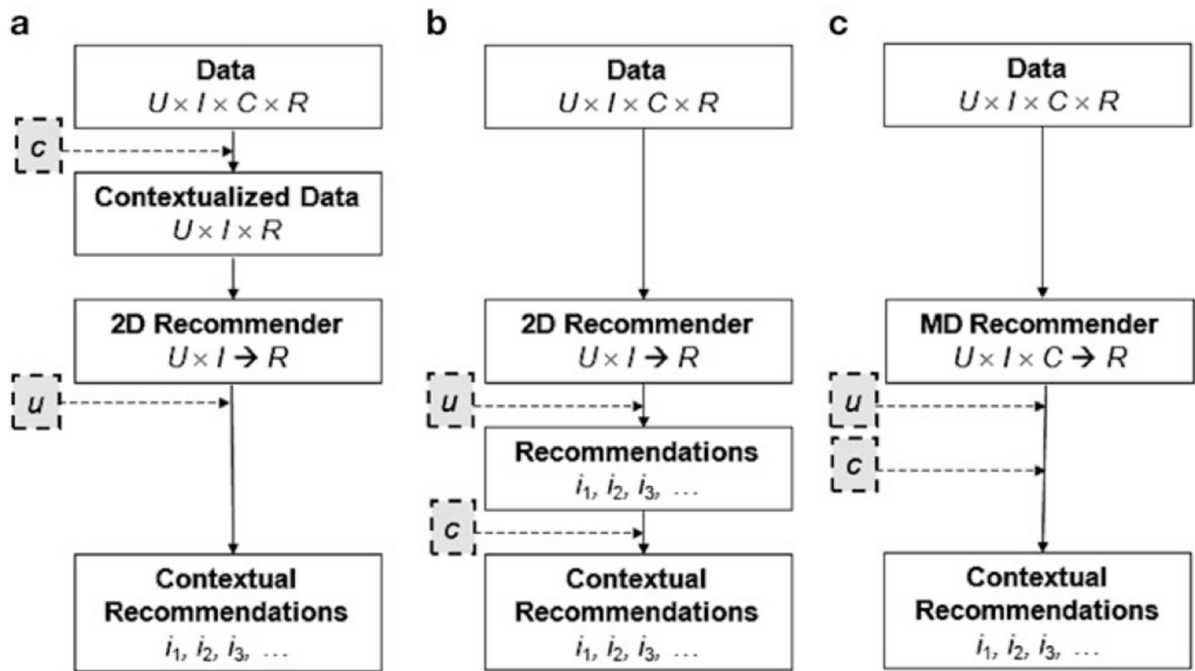 a
Data
U × I × C × R
c
Contextualized Data
U × I × R
2D Recommender
U × I → R
u
Contextual
Recommendations
i₁, i₂, i₃, ...
b
Data
U × I × C × R
2D Recommender
U × I → R
u
Recommendations
i₁, i₂, i₃, ...
c
Contextual
Recommendations
i₁, i₂, i₃, ...
c
Data
U × I × C × R
MD Recommender
U × I × C → R
u
c
Contextual
Recommendations
i₁, i₂, i₃, ...